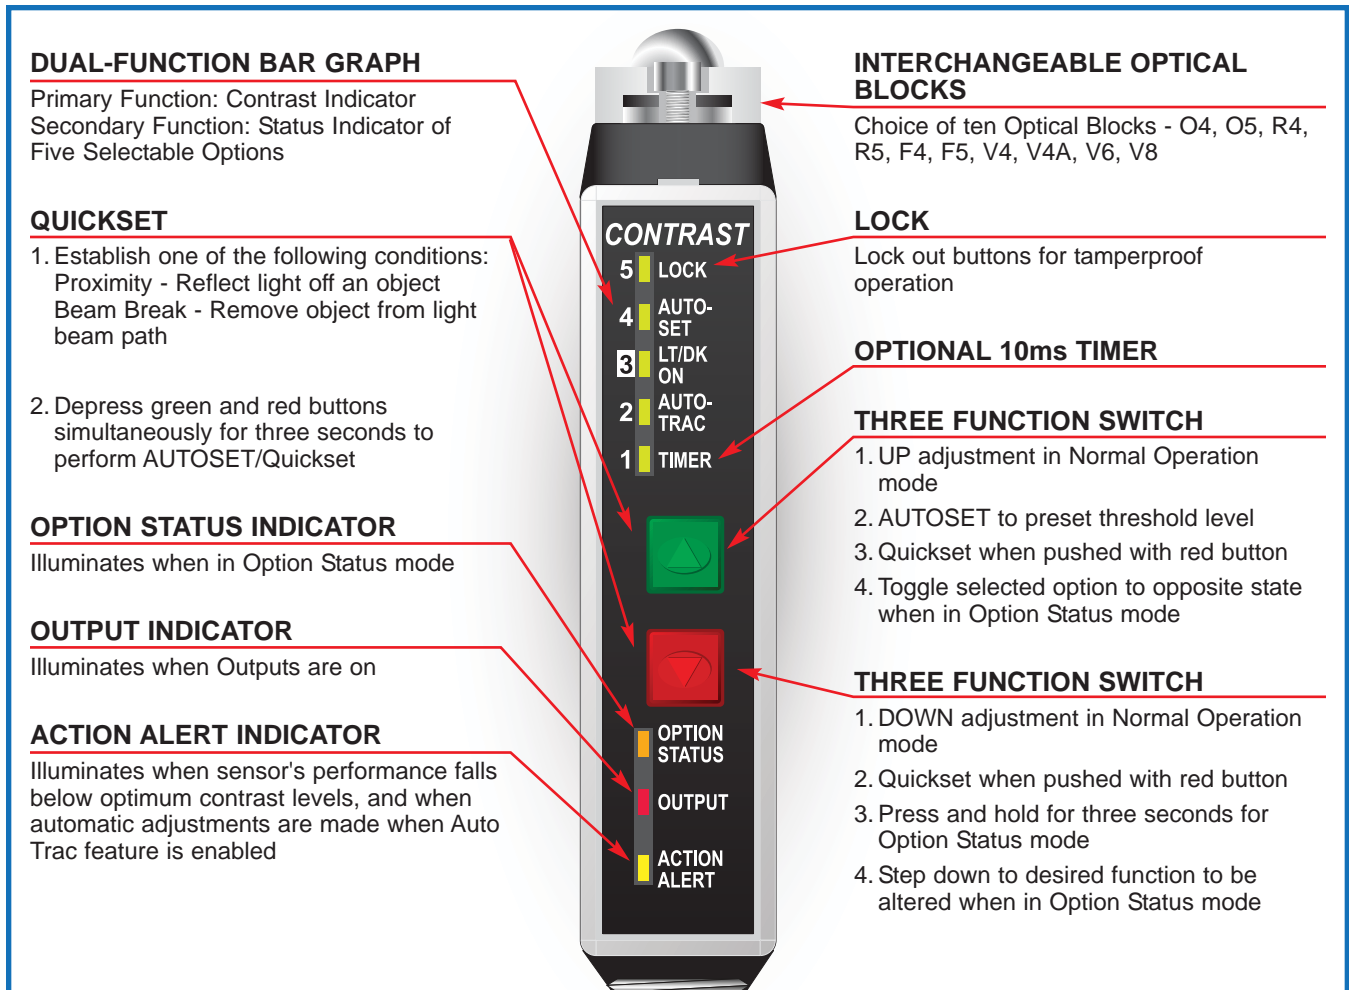 DUAL-FUNCTION BAR GRAPH
Primary Function: Contrast Indicator
Secondary Function: Status Indicator of
Five Selectable Options
QUICKSET
1. Establish one of the following conditions:
Proximity - Reflect light off an object
Beam Break - Remove object from light
beam path
2. Depress green and red buttons
simultaneously for three seconds to
perform AUTOSET/Quickset
OPTION STATUS INDICATOR
Illuminates when in Option Status mode
OUTPUT INDICATOR
Illuminates when Outputs are on
ACTION ALERT INDICATOR
Illuminates when sensor's performance falls
below optimum contrast levels, and when
automatic adjustments are made when Auto
Trac feature is enabled
CONTRAST
5 LOCK
4 AUTO-
SET
3 LT/DK
ON
2 AUTO-
TRAC
1 TIMER
OPTION
STATUS
OUTPUT
ACTION
ALERT
INTERCHANGEABLE OPTICAL
BLOCKS
Choice of ten Optical Blocks - O4, O5, R4,
R5, F4, F5, V4, V4A, V6, V8
LOCK
Lock out buttons for tamperproof
operation
OPTIONAL 10ms TIMER
THREE FUNCTION SWITCH
1. UP adjustment in Normal Operation
mode
2. AUTOSET to preset threshold level
3. Quickset when pushed with red button
4. Toggle selected option to opposite state
when in Option Status mode
THREE FUNCTION SWITCH
1. DOWN adjustment in Normal Operation
mode
2. Quickset when pushed with red button
3. Press and hold for three seconds for
Option Status mode
4. Step down to desired function to be
altered when in Option Status mode